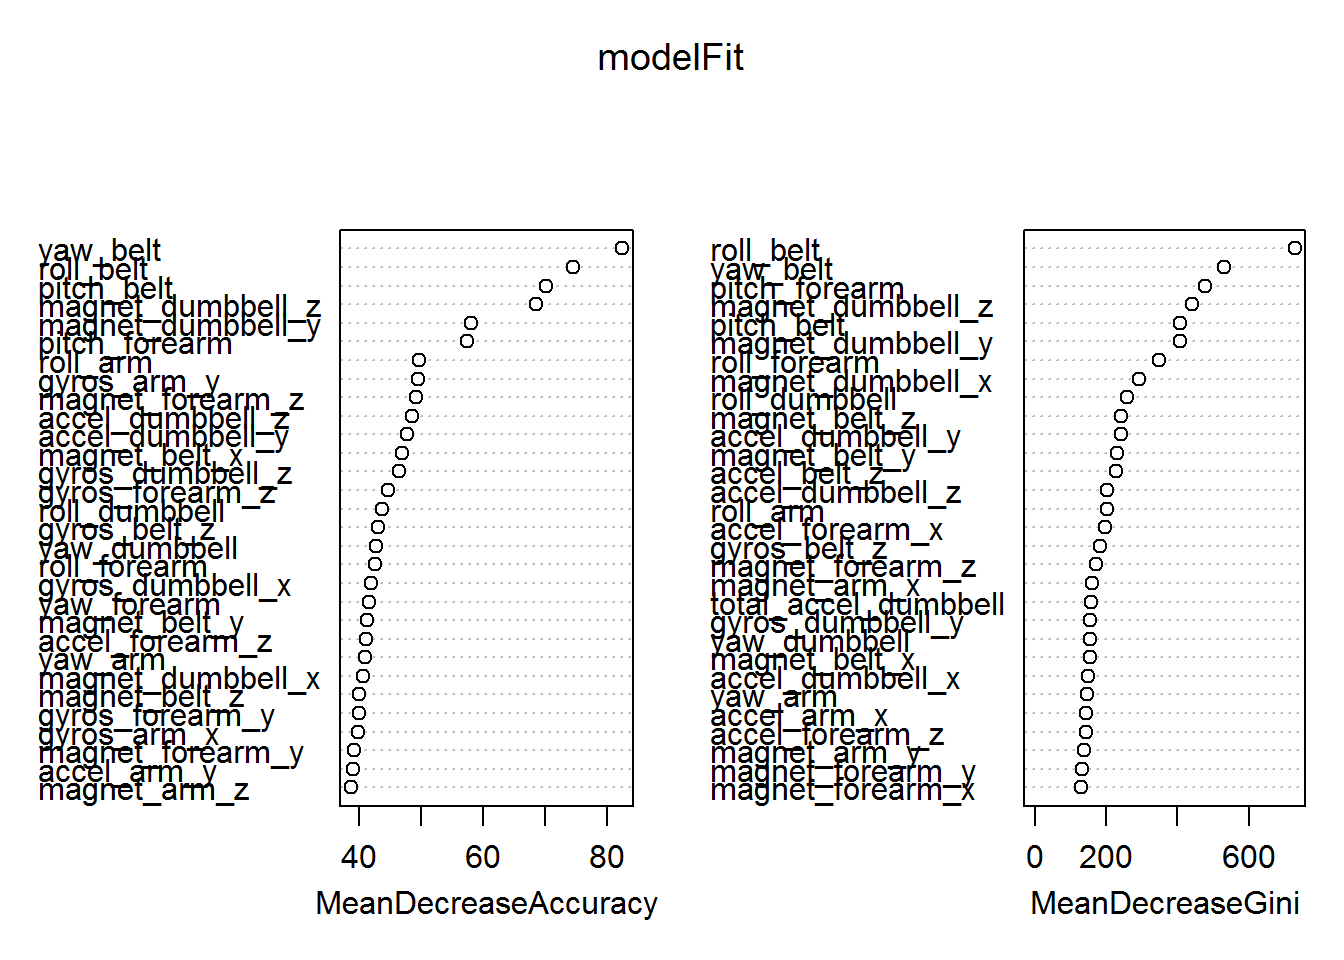 modelFit
yaw_belt
roll_belt
pitch_belt
magnet_dumbbell_z
magnet_dumbbell_y
pitch_forearm
roll_arm
gyros_arm_y
magnet_forearm_z
accel_dumbbell_z
accel_dumbbell_y
magnet_belt_x
gyros_dumbbell_z
gyros_forearm_z
roll_dumbbell
gyros_belt_z
yaw_dumbbell
roll_forearm
gyros_dumbbell_x
yaw_forearm
magnet_belt_y
accel_forearm_z
yaw_arm
magnet_dumbbell_x
magnet_belt_z
gyros_forearm_y
gyros_arm_x
magnet_forearm_y
accel_arm_y
magnet_arm_z
40 60 80
MeanDecreaseAccuracy
roll_belt
yaw_belt
pitch_forearm
magnet_dumbbell_z
pitch_belt
magnet_dumbbell_y
roll_forearm
magnet_dumbbell_x
roll_dumbbell
magnet_belt_z
accel_dumbbell_y
magnet_belt_y
accel_belt_z
accel_dumbbell_z
roll_arm
accel_forearm_x
gyros_belt_z
magnet_forearm_z
magnet_arm_x
total_accel_dumbbell
gyros_dumbbell_y
yaw_dumbbell
magnet_belt_x
accel_dumbbell_x
yaw_arm
accel_arm_x
accel_forearm_z
magnet_arm_y
magnet_forearm_y
magnet_forearm_x
0 200 600
MeanDecreaseGini